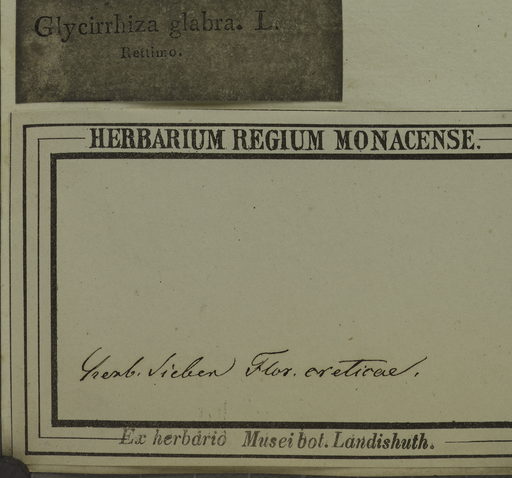 Glycirrhiza glabra. L.
Rettimo.
HERBARIUM REGIUM MONACENSE.
Herb. Sieber Flor. creticae.
Ex herbario Musei bot. Landishuth.